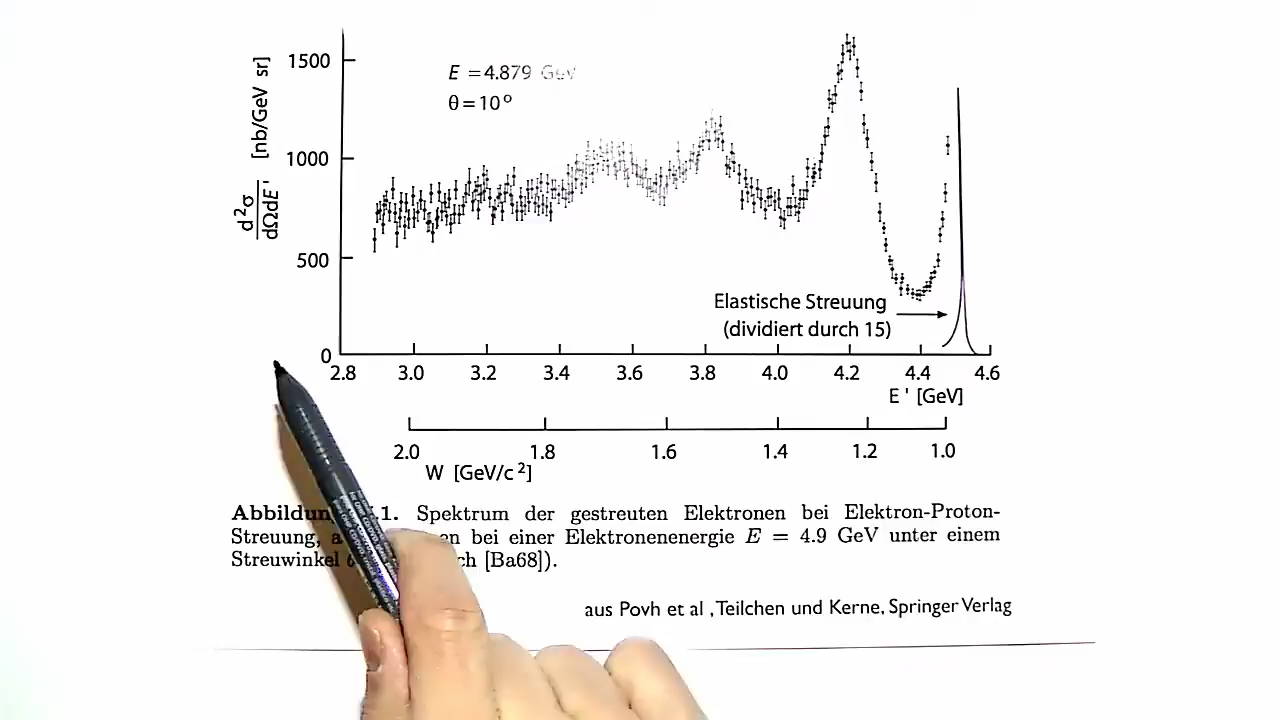 1500
1000
500
0
d²σ
dΩdE' [nb/GeV sr]
E = 4.879 GeV
θ = 10°
Elastische Streuung
(dividiert durch 15)
2.8 3.0 3.2 3.4 3.6 3.8 4.0 4.2 4.4 4.6
E' [GeV]
2.0 1.8 1.6 1.4 1.2 1.0
W [GeV/c²]
.1. Spektrum der gestreuten Elektronen bei Elektron-Proton-
Streuung, bei einer Elektronenenergie E = 4.9 GeV unter einem
Streuwinkel [Ba68]).
aus Povh et al , Teilchen und Kerne, Springer Verlag